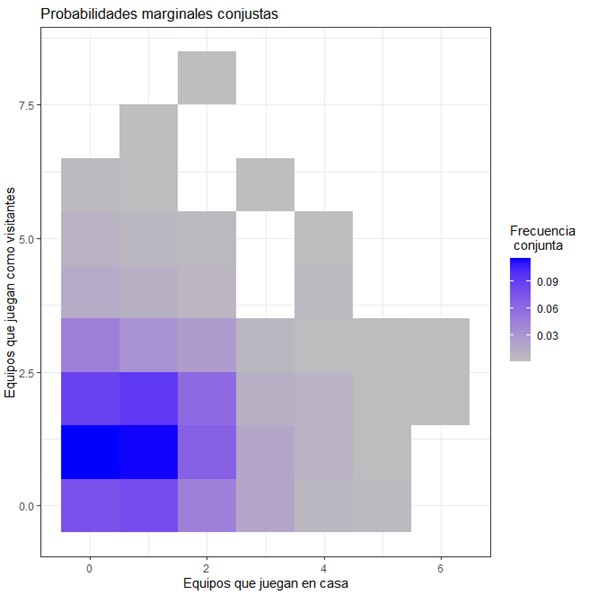 Probabilidades marginales conjustas
7.5
5.0
2.5
0.0
Equipos que juegan como visitantes
0 2 4 6
Equipos que juegan en casa
Frecuencia
conjunta
0.09
0.06
0.03